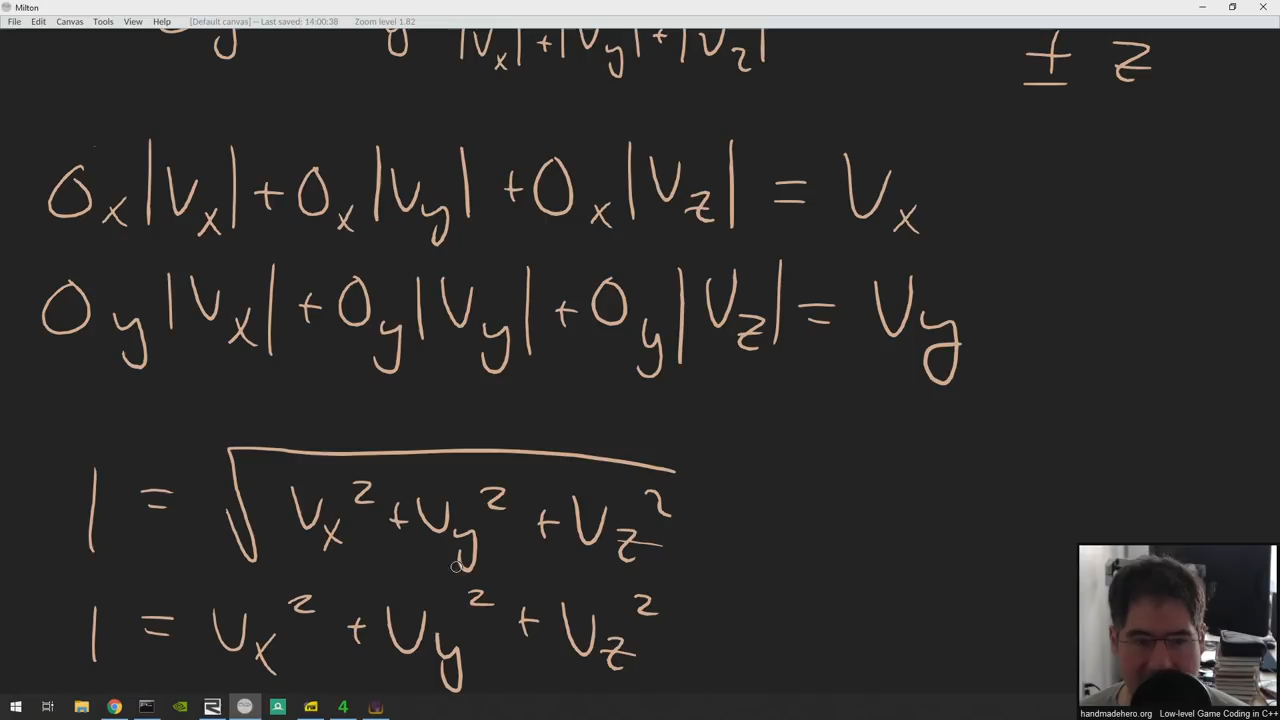 Milton
File Edit Canvas Tools View Help [Default canvas] -- Last saved: 14:00:38 Zoom level 1.82
|Vx|+|Vy|+|Vz|
± z
Ox|Vx|+Ox|Vy|+Ox|Vz| = Vx
Oy|Vx|+Oy|Vy|+Oy|Vz| = Vy
1 = √Vx²+Vy²+Vz²
1 = Vx²+Vy²+Vz²
handmadehero.org Low-level Game Coding in C++